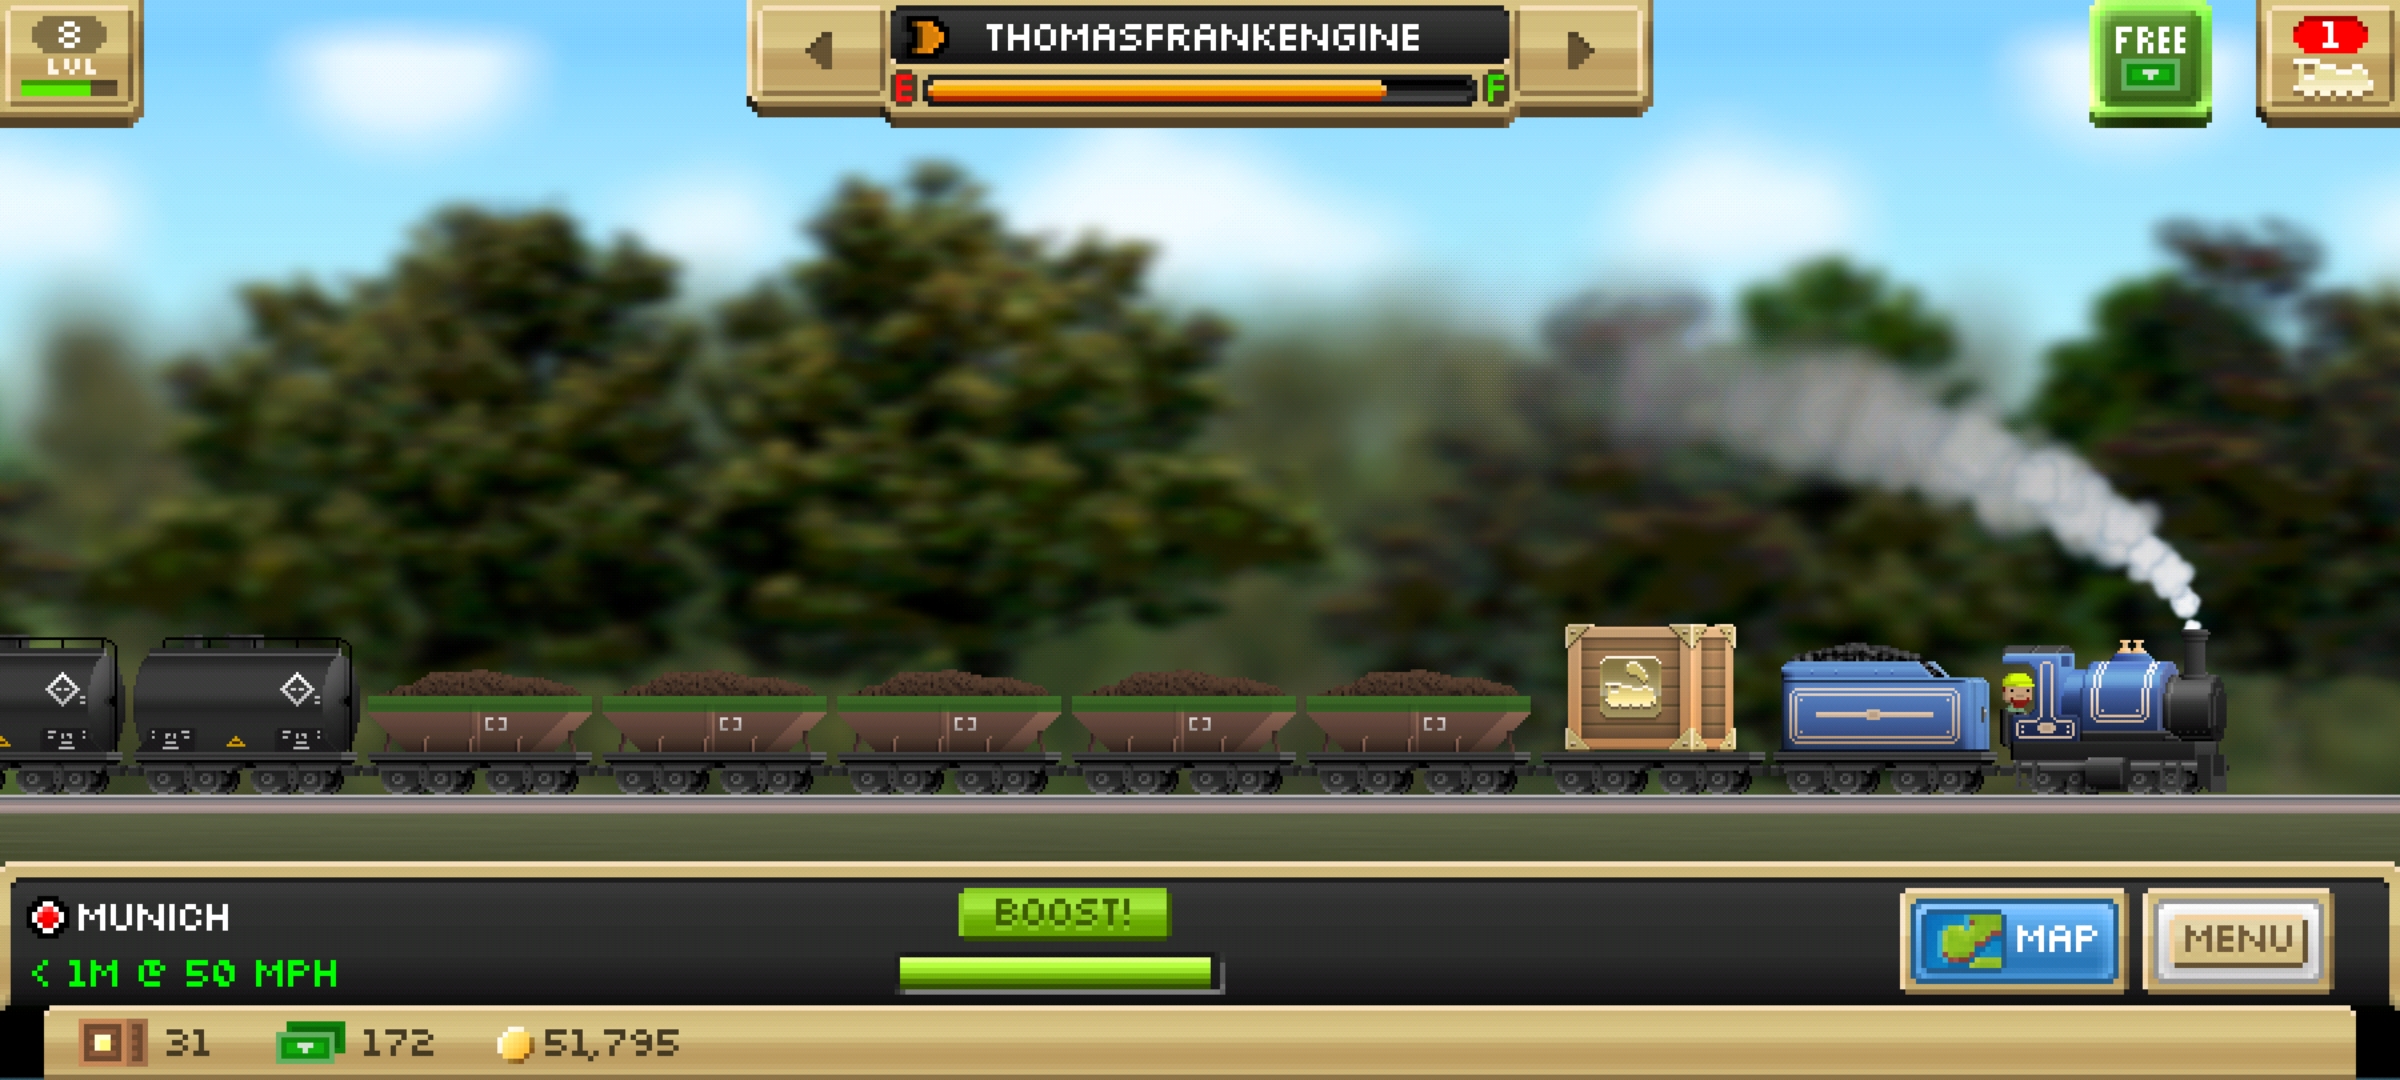 8
LVL
THOMASFRANKENGINE
E F
FREE
1
MUNICH
< 1M @ 50 MPH
BOOST!
MAP
MENU
31 172 51,795